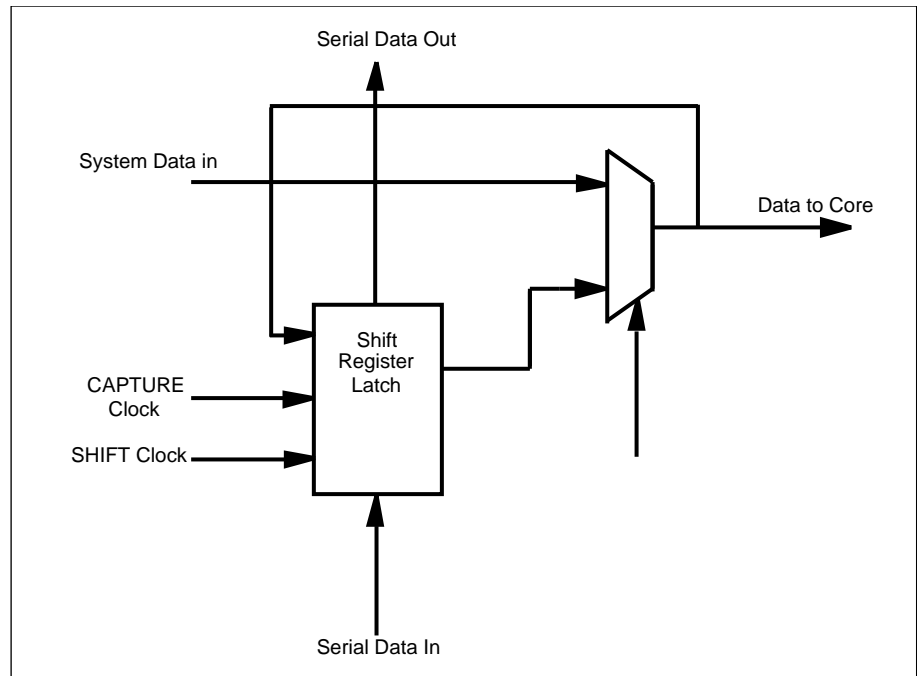 Serial Data Out
System Data in
Data to Core
Shift
Register
Latch
CAPTURE
Clock
SHIFT Clock
Serial Data In